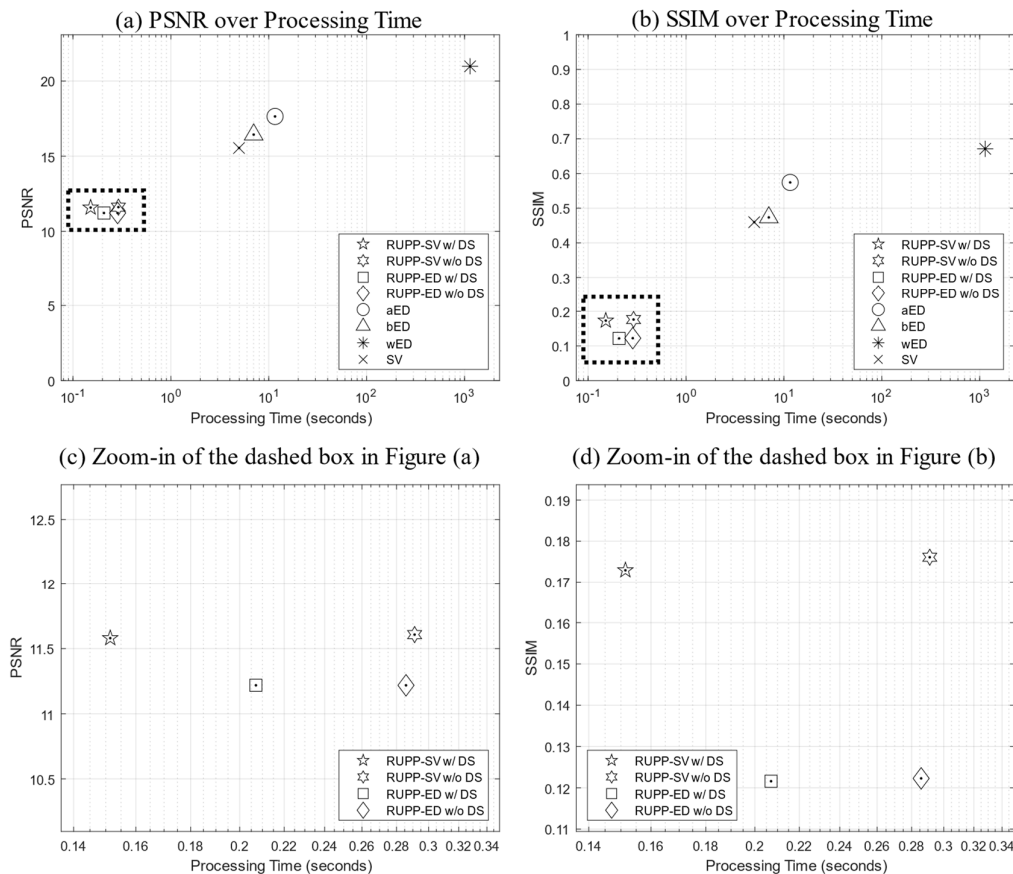 (a) PSNR over Processing Time
20
15
10
5
0
PSNR
10-1
100
101
102
103
Processing Time (seconds)
RUPP-SV w/ DS
RUPP-SV w/o DS
RUPP-ED w/ DS
RUPP-ED w/o DS
aED
bED
wED
SV
(b) SSIM over Processing Time
1
0.9
0.8
0.7
0.6
0.5
0.4
0.3
0.2
0.1
0
SSIM
10-1
100
101
102
103
Processing Time (seconds)
RUPP-SV w/ DS
RUPP-SV w/o DS
RUPP-ED w/ DS
RUPP-ED w/o DS
aED
bED
wED
SV
(c) Zoom-in of the dashed box in Figure (a)
12.5
12
11.5
11
10.5
PSNR
0.14 0.16 0.18 0.2 0.22 0.24 0.26 0.28 0.3 0.32 0.34
Processing Time (seconds)
RUPP-SV w/ DS
RUPP-SV w/o DS
RUPP-ED w/ DS
RUPP-ED w/o DS
(d) Zoom-in of the dashed box in Figure (b)
0.19
0.18
0.17
0.16
0.15
0.14
0.13
0.12
0.11
SSIM
0.14 0.16 0.18 0.2 0.22 0.24 0.26 0.28 0.3 0.32 0.34
Processing Time (seconds)
RUPP-SV w/ DS
RUPP-SV w/o DS
RUPP-ED w/ DS
RUPP-ED w/o DS